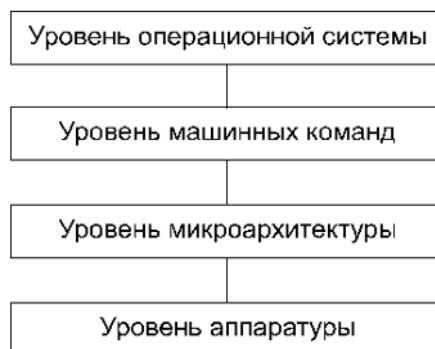 Уровень операционной системы
Уровень машинных команд
Уровень микроархитектуры
Уровень аппаратуры